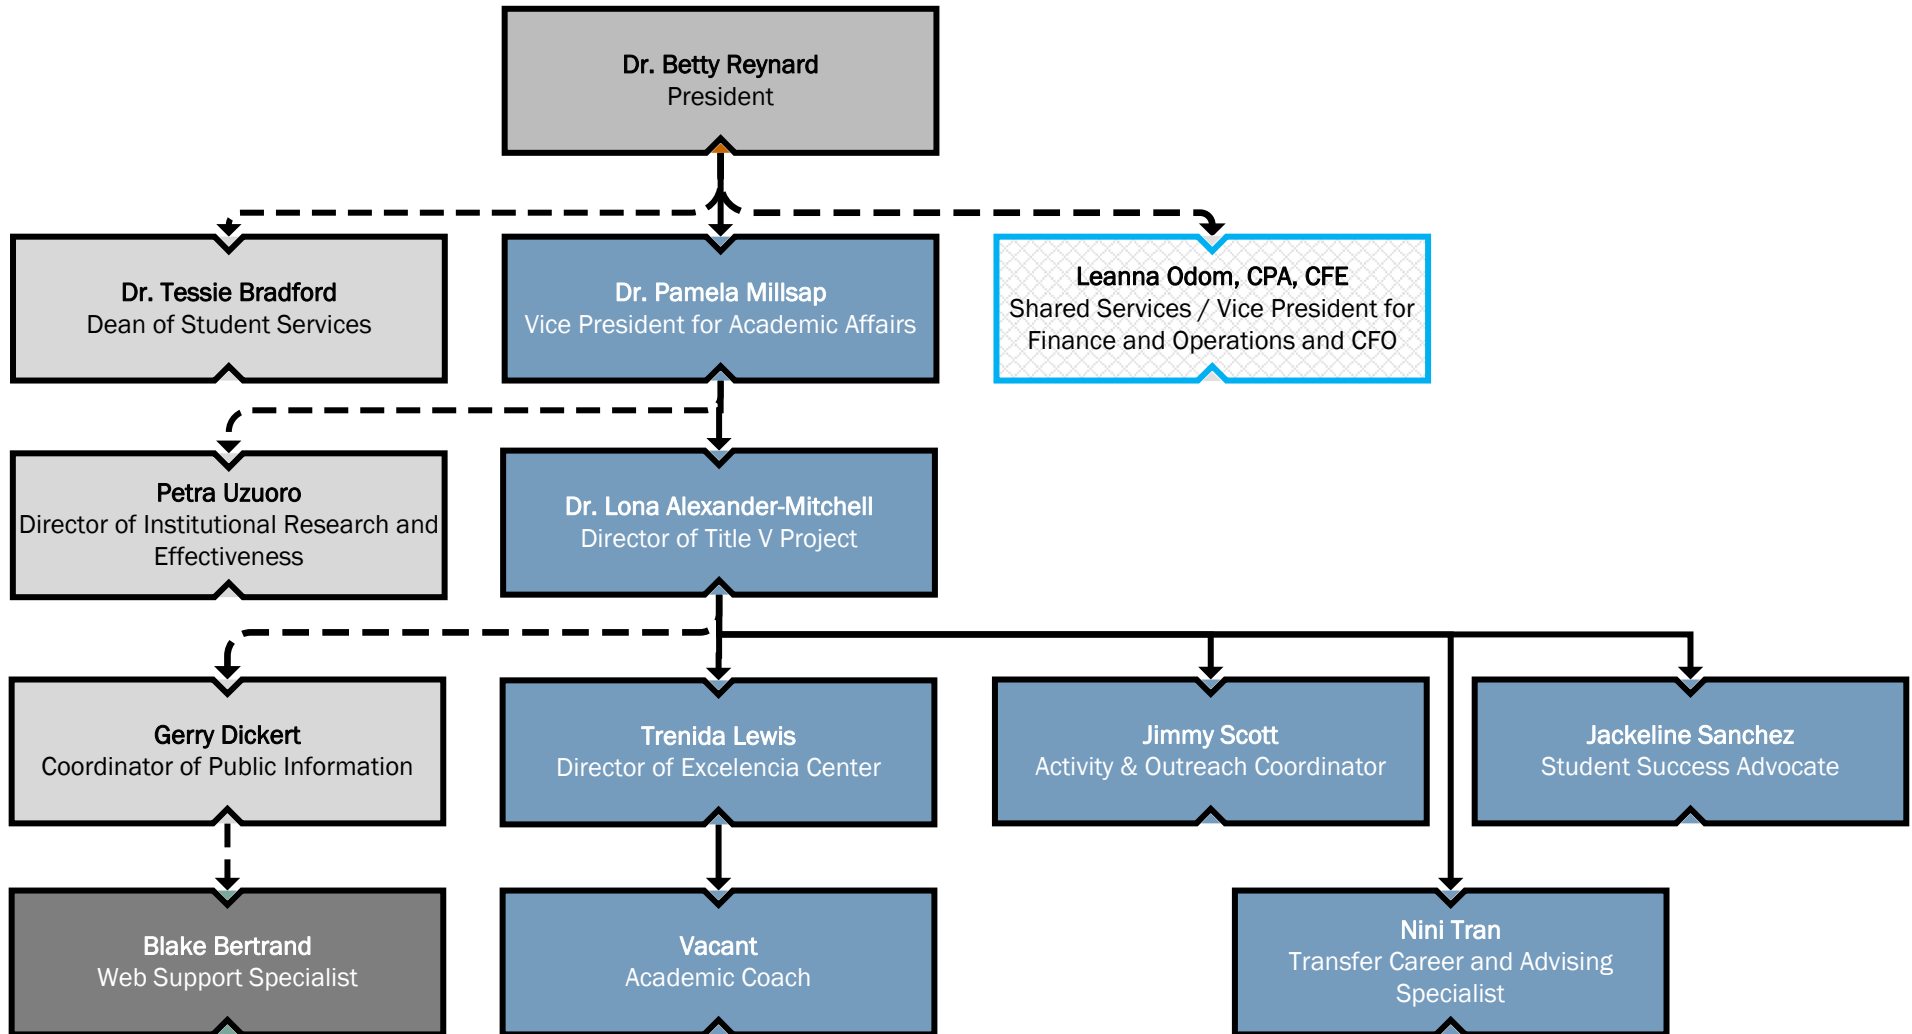 Dr. Betty Reynard
President
Dr. Tessie Bradford
Dean of Student Services
Dr. Pamela Millsap
Vice President for Academic Affairs
Leanna Odom, CPA, CFE
Shared Services / Vice President for
Finance and Operations and CFO
Petra Uzuoro
Director of Institutional Research and
Effectiveness
Dr. Lona Alexander-Mitchell
Director of Title V Project
Gerry Dickert
Coordinator of Public Information
Trenida Lewis
Director of Excelencia Center
Jimmy Scott
Activity & Outreach Coordinator
Jackeline Sanchez
Student Success Advocate
Blake Bertrand
Web Support Specialist
Vacant
Academic Coach
Nini Tran
Transfer Career and Advising
Specialist